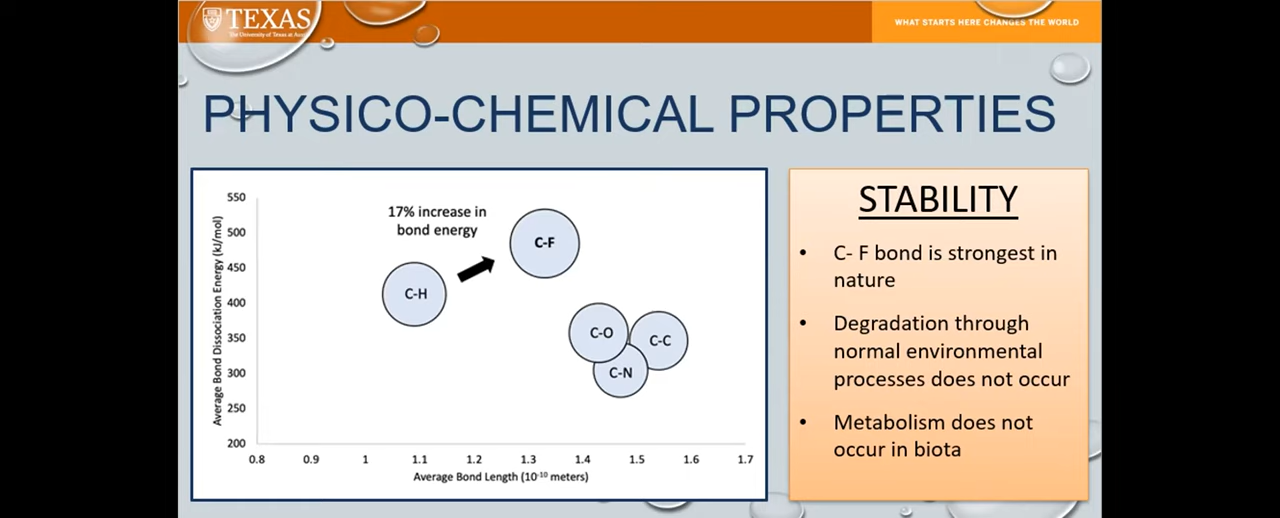 TEXAS
The University of Texas at Austin
WHAT STARTS HERE CHANGES THE WORLD
PHYSICO-CHEMICAL PROPERTIES
Average Bond Dissociation Energy (kJ/mol)
550
500
450
400
350
300
250
200
17% increase in
bond energy
C-F
C-H
C-O
C-C
C-N
0.8 0.9 1 1.1 1.2 1.3 1.4 1.5 1.6 1.7
Average Bond Length (10⁻¹⁰ meters)
STABILITY
• C- F bond is strongest in
nature
• Degradation through
normal environmental
processes does not occur
• Metabolism does not
occur in biota